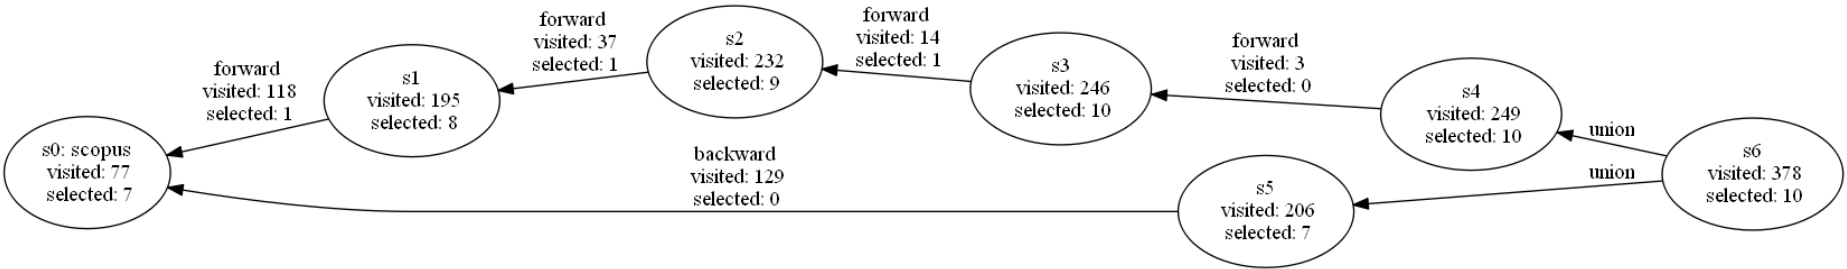 s0: scopus
visited: 77
selected: 7
forward
visited: 118
selected: 1
s1
visited: 195
selected: 8
forward
visited: 37
selected: 1
s2
visited: 232
selected: 9
forward
visited: 14
selected: 1
s3
visited: 246
selected: 10
forward
visited: 3
selected: 0
s4
visited: 249
selected: 10
backward
visited: 129
selected: 0
s5
visited: 206
selected: 7
union
union
s6
visited: 378
selected: 10